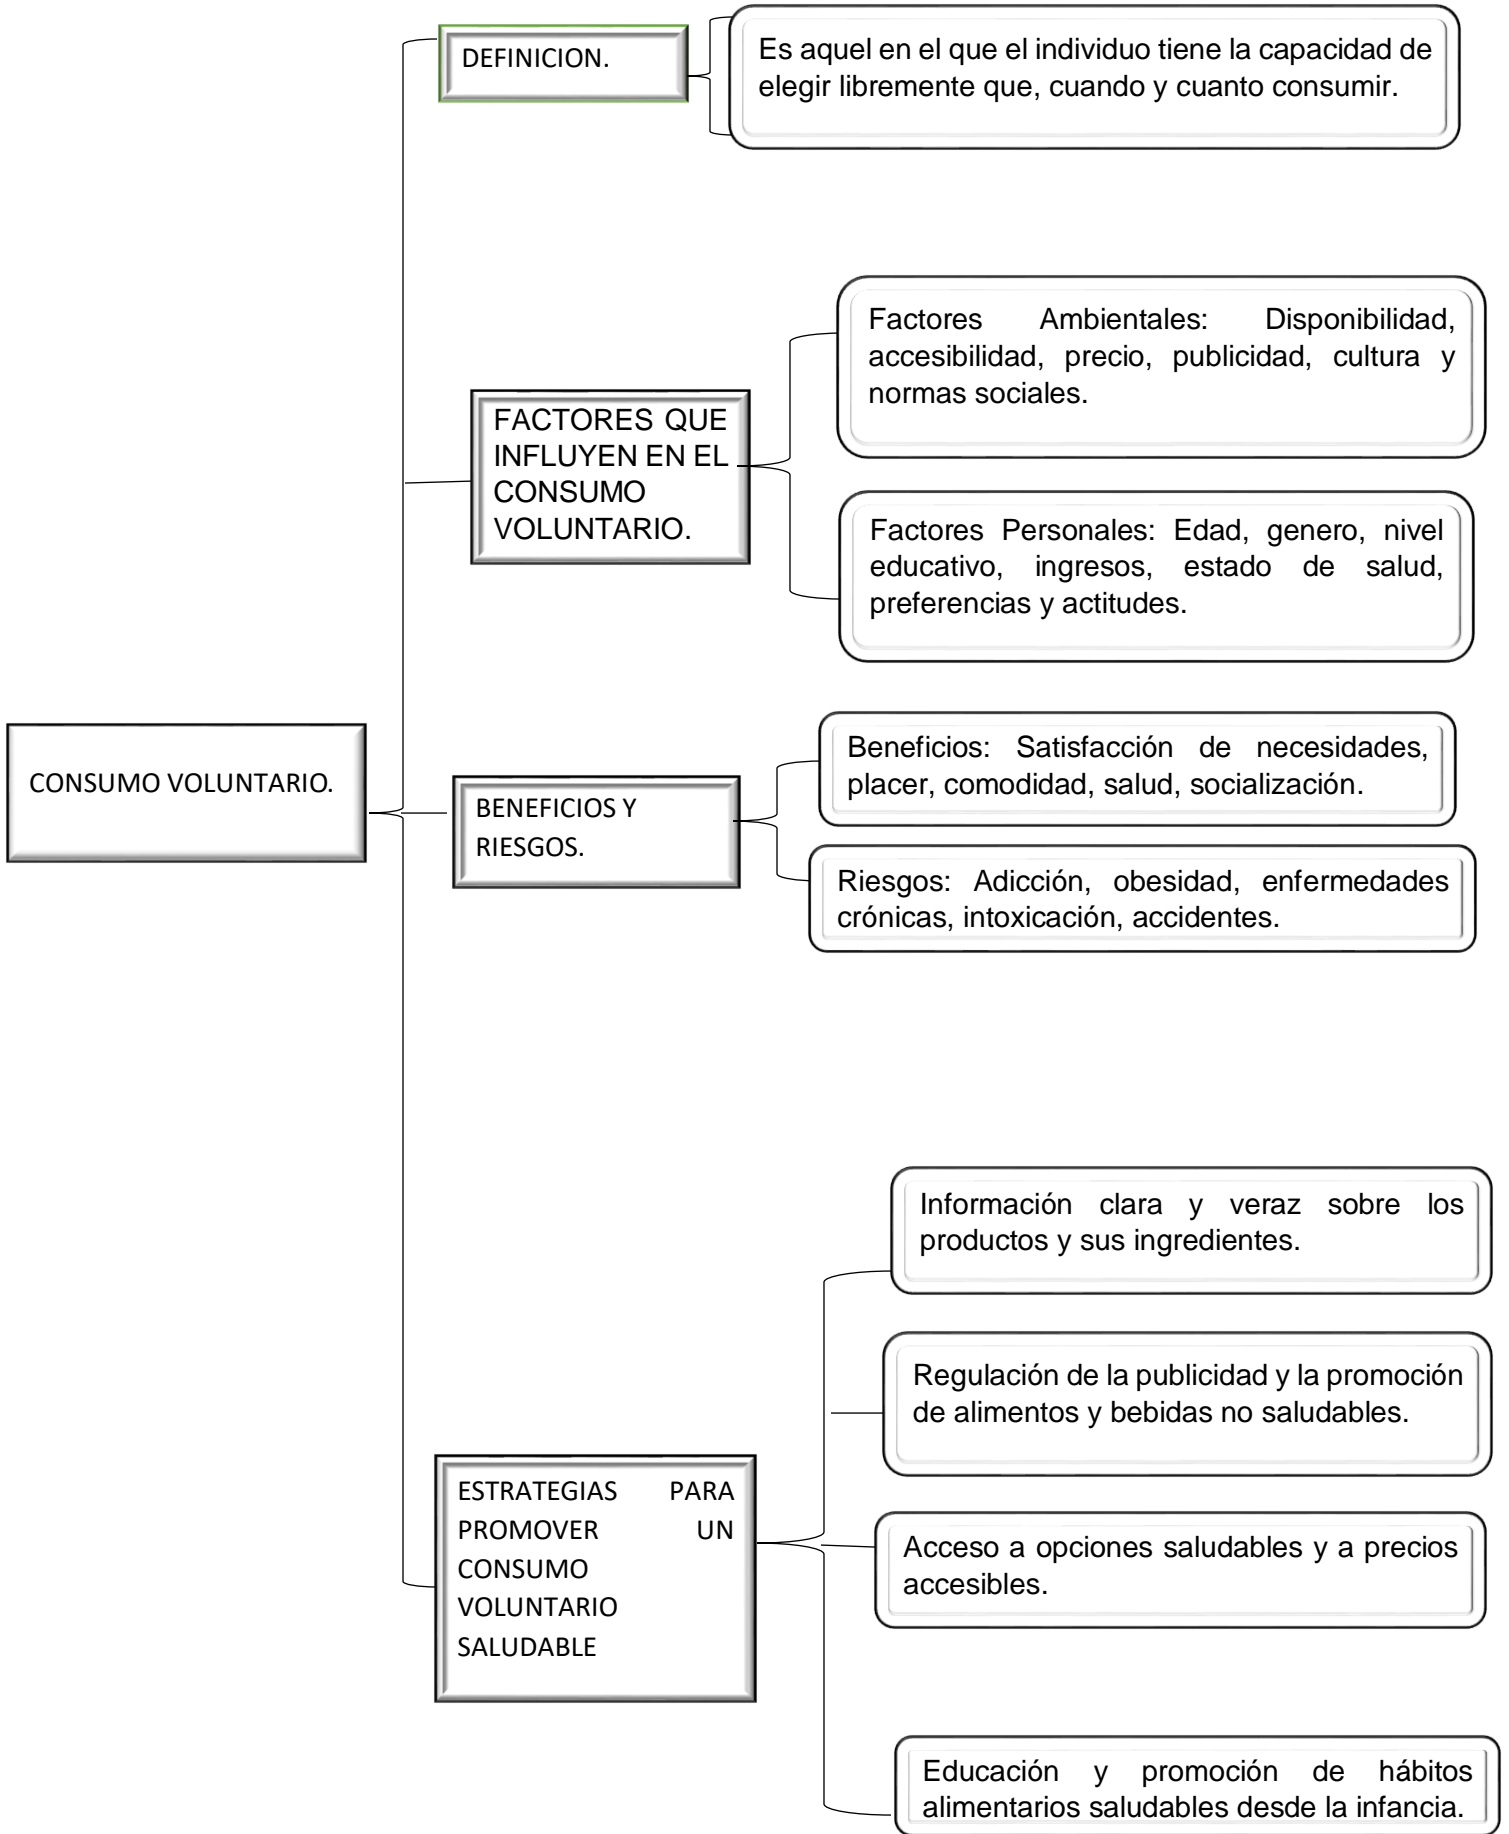 DEFINICION.
Es aquel en el que el individuo tiene la capacidad de
elegir libremente que, cuando y cuanto consumir.
FACTORES QUE
INFLUYEN EN EL
CONSUMO
VOLUNTARIO.
Factores Ambientales: Disponibilidad,
accesibilidad, precio, publicidad, cultura y
normas sociales.
Factores Personales: Edad, genero, nivel
educativo, ingresos, estado de salud,
preferencias y actitudes.
CONSUMO VOLUNTARIO.
BENEFICIOS Y
RIESGOS.
Beneficios: Satisfacción de necesidades,
placer, comodidad, salud, socialización.
Riesgos: Adicción, obesidad, enfermedades
crónicas, intoxicación, accidentes.
ESTRATEGIAS PARA
PROMOVER UN
CONSUMO
VOLUNTARIO
SALUDABLE
Información clara y veraz sobre los
productos y sus ingredientes.
Regulación de la publicidad y la promoción
de alimentos y bebidas no saludables.
Acceso a opciones saludables y a precios
accesibles.
Educación y promoción de hábitos
alimentarios saludables desde la infancia.